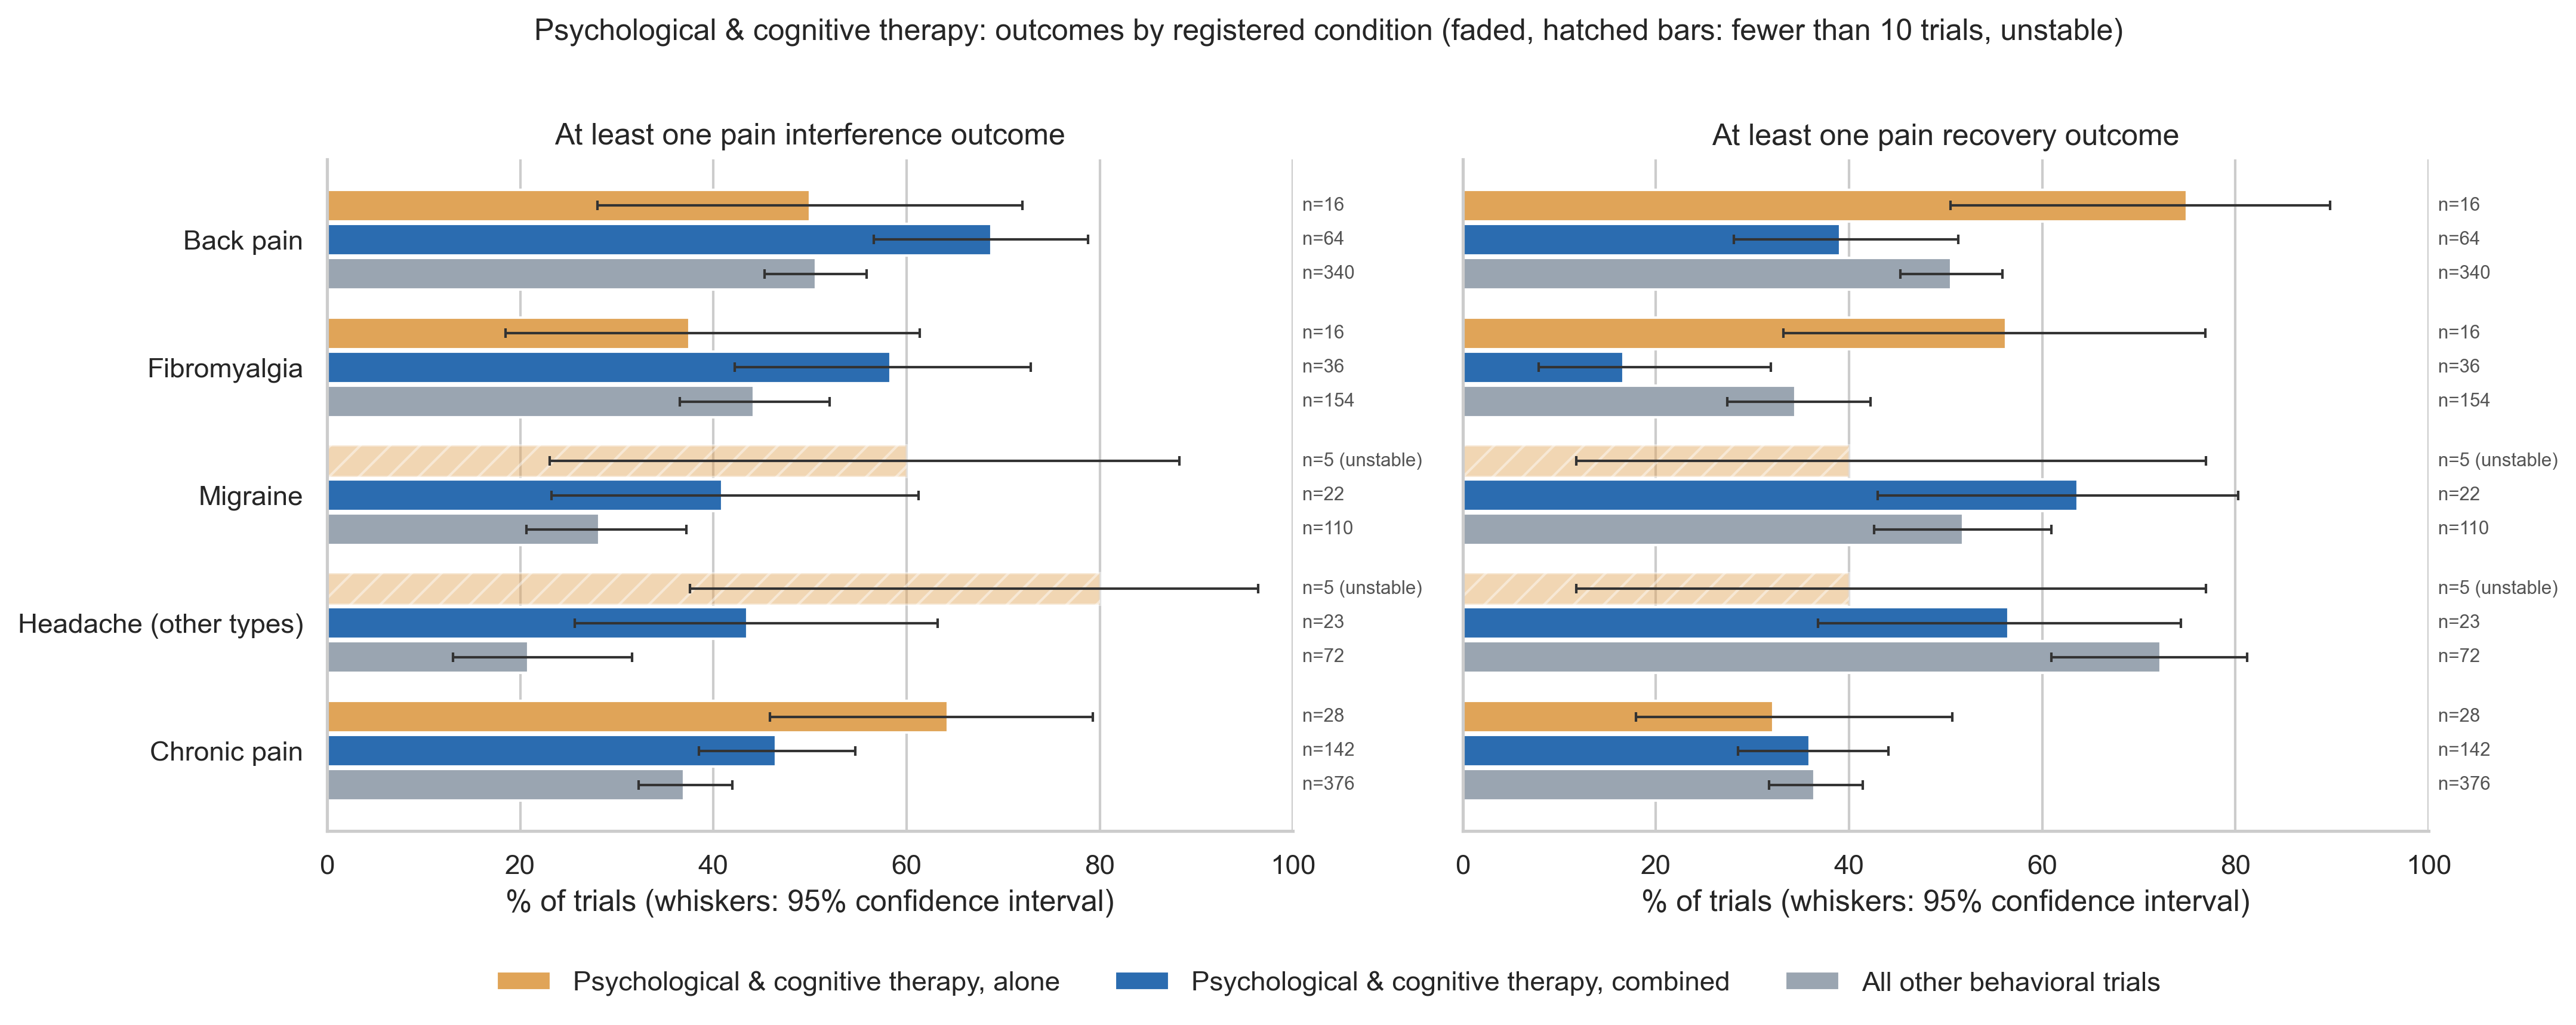 Psychological & cognitive therapy: outcomes by registered condition (faded, hatched bars: fewer than 10 trials, unstable)
At least one pain interference outcome
Back pain
n=16
n=64
n=340
Fibromyalgia
n=16
n=36
n=154
Migraine
n=5 (unstable)
n=22
n=110
Headache (other types)
n=5 (unstable)
n=23
n=72
Chronic pain
n=28
n=142
n=376
0 20 40 60 80 100
% of trials (whiskers: 95% confidence interval)
At least one pain recovery outcome
n=16
n=64
n=340
n=16
n=36
n=154
n=5 (unstable)
n=22
n=110
n=5 (unstable)
n=23
n=72
n=28
n=142
n=376
0 20 40 60 80 100
% of trials (whiskers: 95% confidence interval)
Psychological & cognitive therapy, alone
Psychological & cognitive therapy, combined
All other behavioral trials